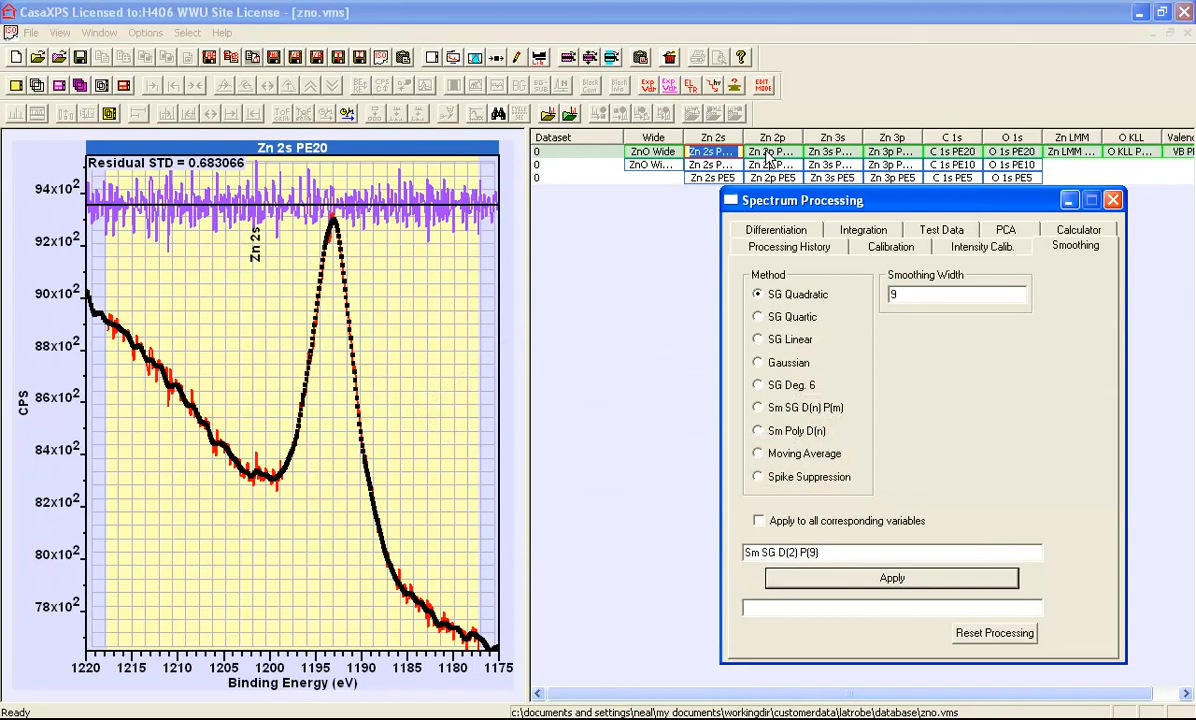 CasaXPS Licensed to:H406 WWU Site License - [zno.vms]
File View Window Options Select Help
Zn 2s PE20
Residual STD = 0.683066
94x10²
92x10²
90x10²
88x10²
86x10²
84x10²
82x10²
80x10²
78x10²
CPS
Zn 2s
1220 1215 1210 1205 1200 1195 1190 1185 1180 1175
Binding Energy (eV)
Dataset Wide Zn 2s Zn 2p Zn 3s Zn 3p C 1s O 1s Zn LMM O KLL Valenc
0 ZnO Wide Zn 2s P... Zn 2p P... Zn 3s P... Zn 3p P... C 1s PE20 O 1s PE20 Zn LMM ... O KLL P... VB P
0 ZnO Wi... Zn 2s P... Zn 2p P... Zn 3s P... Zn 3p P... C 1s PE10 O 1s PE10
0 Zn 2s PE5 Zn 2p PE5 Zn 3s PE5 Zn 3p PE5 C 1s PE5 O 1s PE5
Spectrum Processing
Differentiation Integration Test Data PCA Calculator
Processing History Calibration Intensity Calib. Smoothing
Method
SG Quadratic
SG Quartic
SG Linear
Gaussian
SG Deg. 6
Sm SG D(n) P(m)
Sm Poly D(n)
Moving Average
Spike Suppression
Smoothing Width
9
Apply to all corresponding variables
Sm SG D(2) P(9)
Apply
Reset Processing
Ready
c:\documents and settings\neal\my documents\workingdir\customerdata\latrobe\database\zno.vms